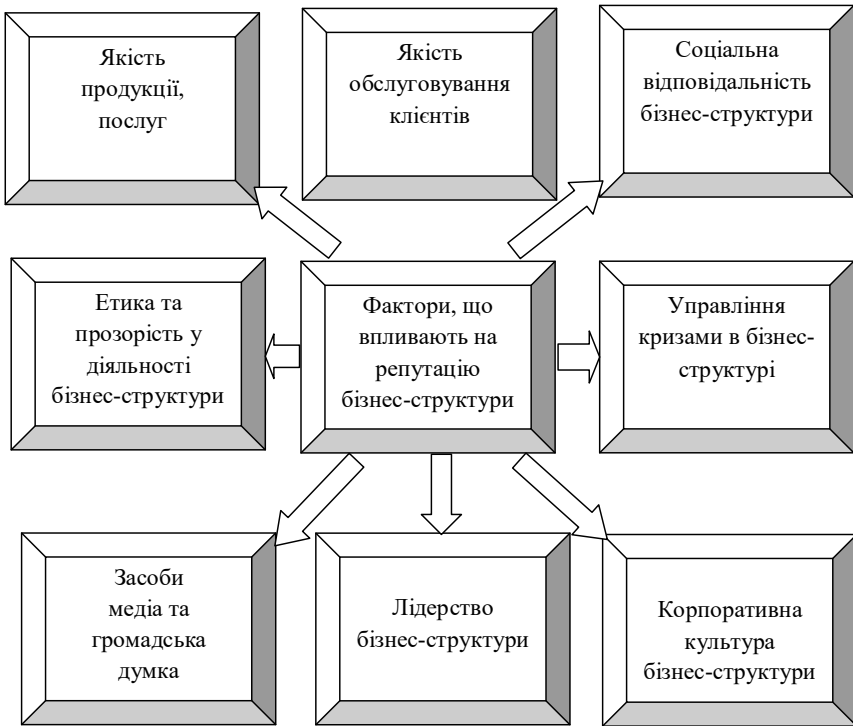 Якість
продукції,
послуг
Якість
обслуговування
клієнтів
Соціальна
відповідальність
бізнес-структури
Етика та
прозорість у
діяльності
бізнес-структури
Фактори, що
впливають на
репутацію
бізнес-структури
Управління
кризами в бізнес-
структурі
Засоби
медіа та
громадська
думка
Лідерство
бізнес-структури
Корпоративна
культура
бізнес-структури